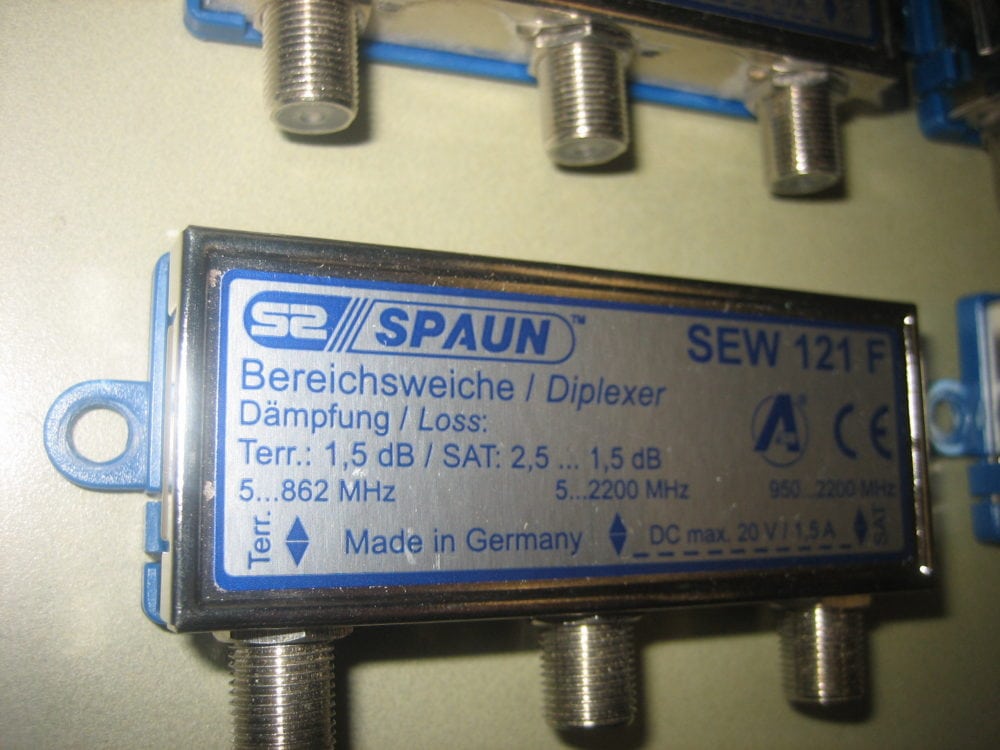 S2 SPAUN™ SEW 121 F
Bereichsweiche / Diplexer
Dämpfung / Loss:
Terr.: 1,5 dB / SAT: 2,5 ... 1,5 dB
CE
5...862 MHz 5...2200 MHz 950...2200 MHz
Terr. Made in Germany DC max. 20 V / 1,5 A SAT